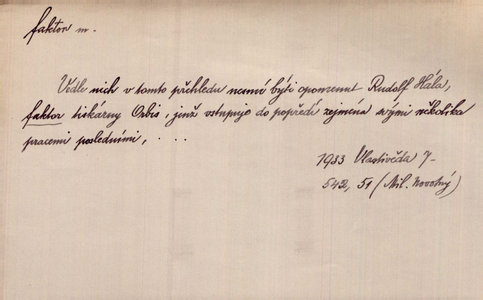 faktor m.
Vedle nich v tomto přehledu nemá býti opomenut Rudolf Hála,
faktor tiskárny Orbis, jenž vstupuje do popředí zejména svými několika
pracemi posledními, . . . .
1933 Vlastivěda 7-
542, 51 (Mil. Novotný)